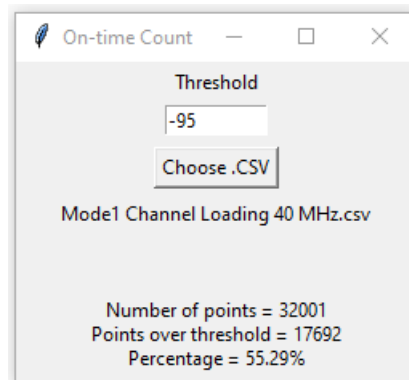 On-time Count
Threshold
-95
Choose .CSV
Mode1 Channel Loading 40 MHz.csv
Number of points = 32001
Points over threshold = 17692
Percentage = 55.29%